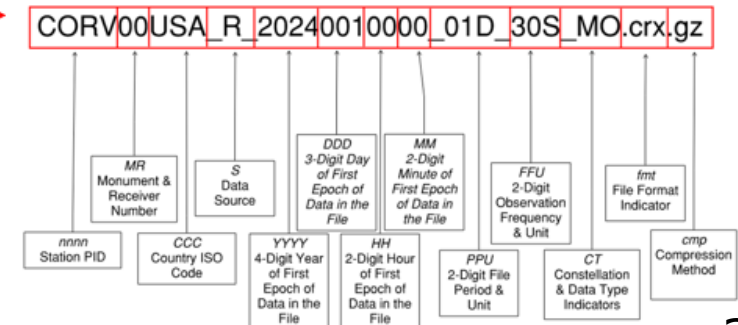 CORV00USA_R_20240010000_01D_30S_MO.crx.gz
nnnn
Station PID
MR
Monument &
Receiver
Number
CCC
Country ISO
Code
S
Data
Source
YYYY
4-Digit Year
of First
Epoch of
Data in the
File
DDD
3-Digit Day
of First
Epoch of
Data in the
File
HH
2-Digit Hour
of First
Epoch of
Data in the
File
MM
2-Digit
Minute of
First Epoch
of Data in
the File
PPU
2-Digit File
Period &
Unit
FFU
2-Digit
Observation
Frequency
& Unit
CT
Constellation
& Data Type
Indicators
fmt
File Format
Indicator
cmp
Compression
Method